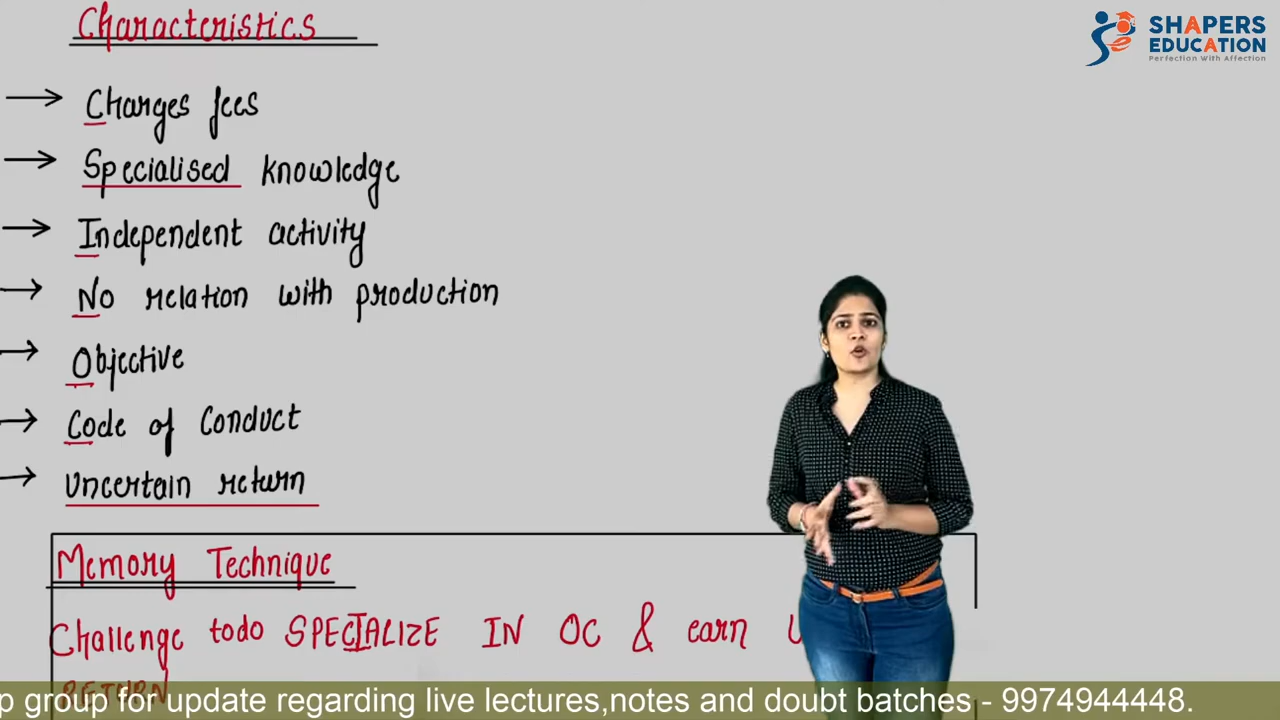 Characteristics
SHAPERS
EDUCATION
Perfection With Affection
→ Charges fees
→ Specialised knowledge
→ Independent activity
→ No relation with production
→ Objective
→ Code of Conduct
→ Uncertain return
Memory Technique
Challenge todo SPECIALIZE IN OC & earn U
RETURN
p group for update regarding live lectures,notes and doubt batches - 9974944448.